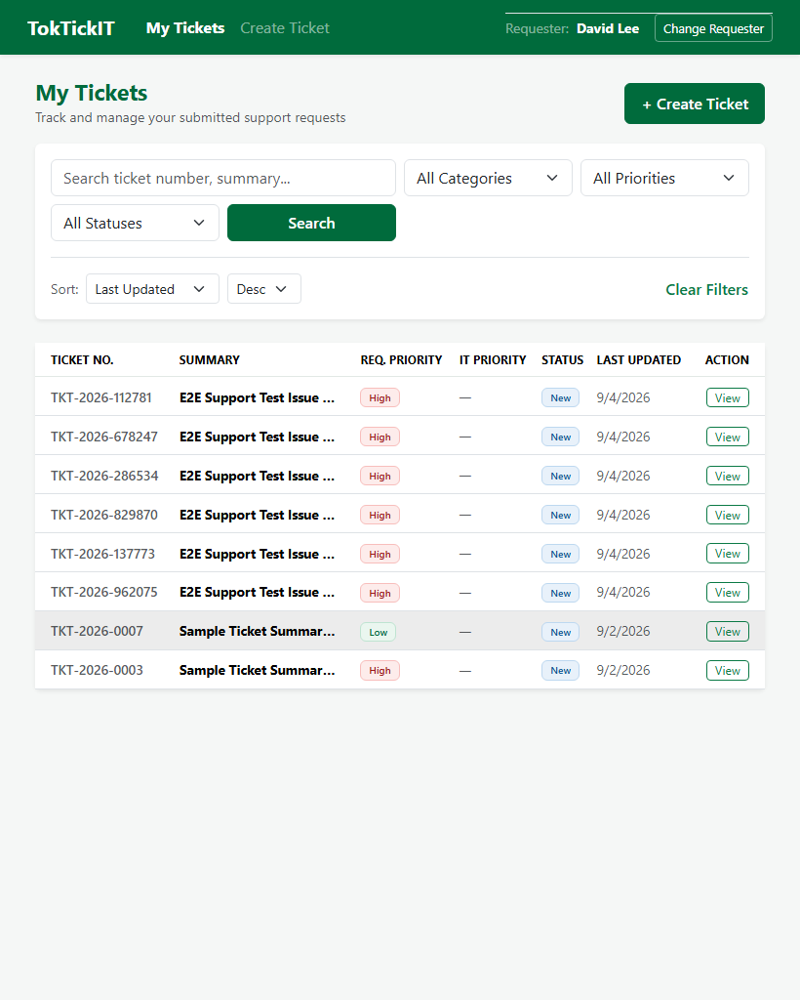 TokTickIT My Tickets Create Ticket Requester: David Lee Change Requester
My Tickets
Track and manage your submitted support requests
+ Create Ticket
Search ticket number, summary... All Categories All Priorities
All Statuses Search
Sort: Last Updated Desc Clear Filters
TICKET NO. SUMMARY REQ. PRIORITY IT PRIORITY STATUS LAST UPDATED ACTION
TKT-2026-112781 E2E Support Test Issue ... High — New 9/4/2026 View
TKT-2026-678247 E2E Support Test Issue ... High — New 9/4/2026 View
TKT-2026-286534 E2E Support Test Issue ... High — New 9/4/2026 View
TKT-2026-829870 E2E Support Test Issue ... High — New 9/4/2026 View
TKT-2026-137773 E2E Support Test Issue ... High — New 9/4/2026 View
TKT-2026-962075 E2E Support Test Issue ... High — New 9/4/2026 View
TKT-2026-0007 Sample Ticket Summar... Low — New 9/2/2026 View
TKT-2026-0003 Sample Ticket Summar... High — New 9/2/2026 View